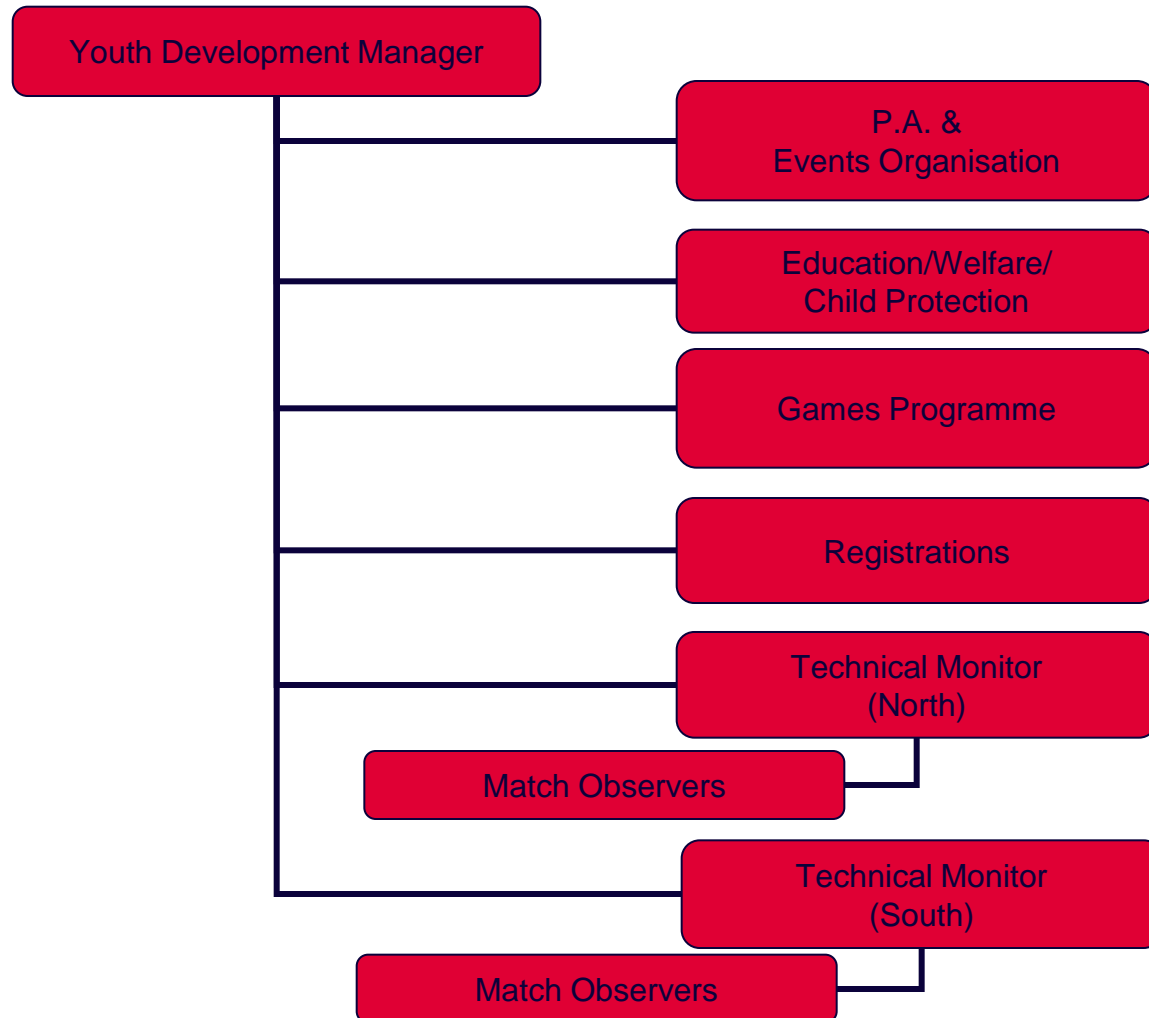 Youth Development Manager
P.A. &
Events Organisation
Education/Welfare/
Child Protection
Games Programme
Registrations
Technical Monitor
(North)
Match Observers
Technical Monitor
(South)
Match Observers